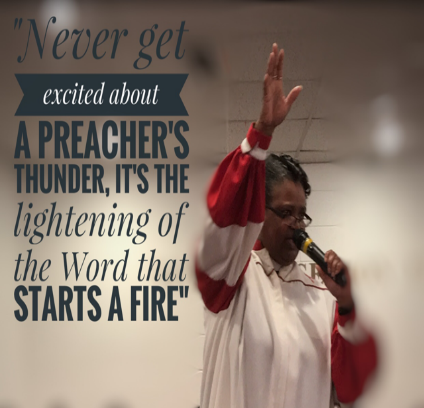 "Never get
excited about
A PREACHER'S
THUNDER, IT'S THE
lightening of
the Word that
STARTS A FIRE"